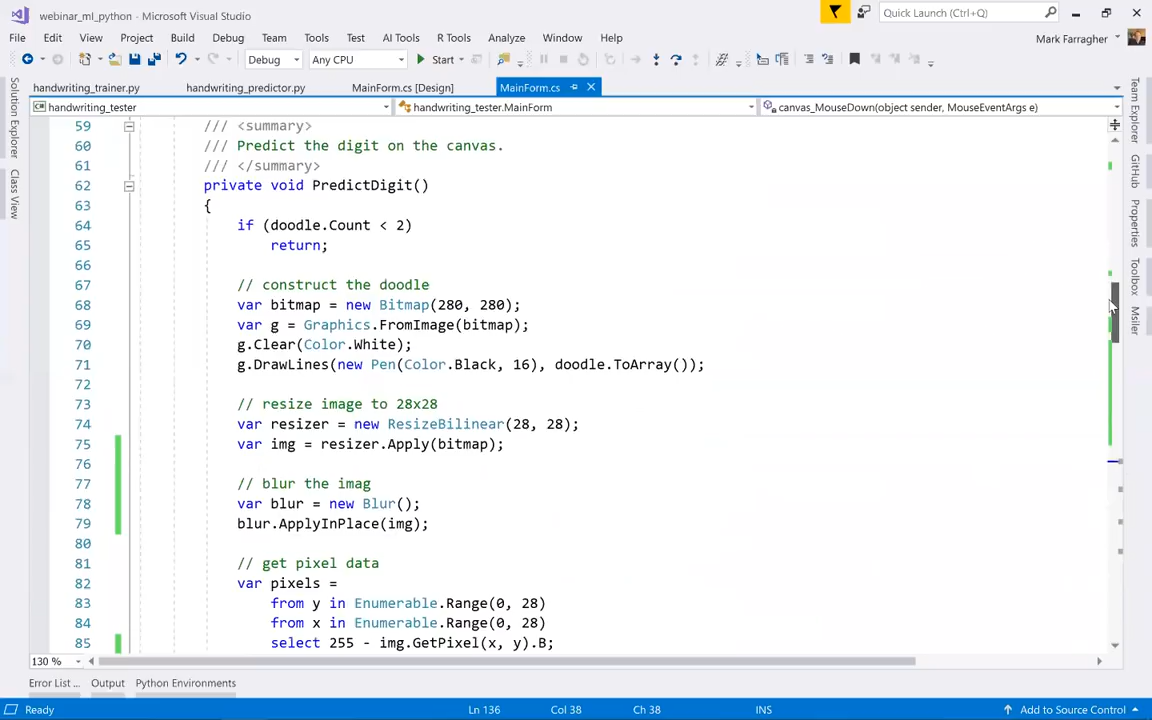 webinar_ml_python - Microsoft Visual Studio
Quick Launch (Ctrl+Q)
File Edit View Project Build Debug Team Tools Test AI Tools R Tools Analyze Window Help
Mark Farragher
Debug Any CPU Start
handwriting_trainer.py handwriting_predictor.py MainForm.cs [Design] MainForm.cs
handwriting_tester handwriting_tester.MainForm canvas_MouseDown(object sender, MouseEventArgs e)
Solution Explorer
Class View
59 /// <summary>
60 /// Predict the digit on the canvas.
61 /// </summary>
62 private void PredictDigit()
63 {
64 if (doodle.Count < 2)
65 return;
66
67 // construct the doodle
68 var bitmap = new Bitmap(280, 280);
69 var g = Graphics.FromImage(bitmap);
70 g.Clear(Color.White);
71 g.DrawLines(new Pen(Color.Black, 16), doodle.ToArray());
72
73 // resize image to 28x28
74 var resizer = new ResizeBilinear(28, 28);
75 var img = resizer.Apply(bitmap);
76
77 // blur the imag
78 var blur = new Blur();
79 blur.ApplyInPlace(img);
80
81 // get pixel data
82 var pixels =
83 from y in Enumerable.Range(0, 28)
84 from x in Enumerable.Range(0, 28)
85 select 255 - img.GetPixel(x, y).B;
Team Explorer
GitHub
Properties
Toolbox
Msiler
130 %
Error List ... Output Python Environments
Ready Ln 136 Col 38 Ch 38 INS Add to Source Control